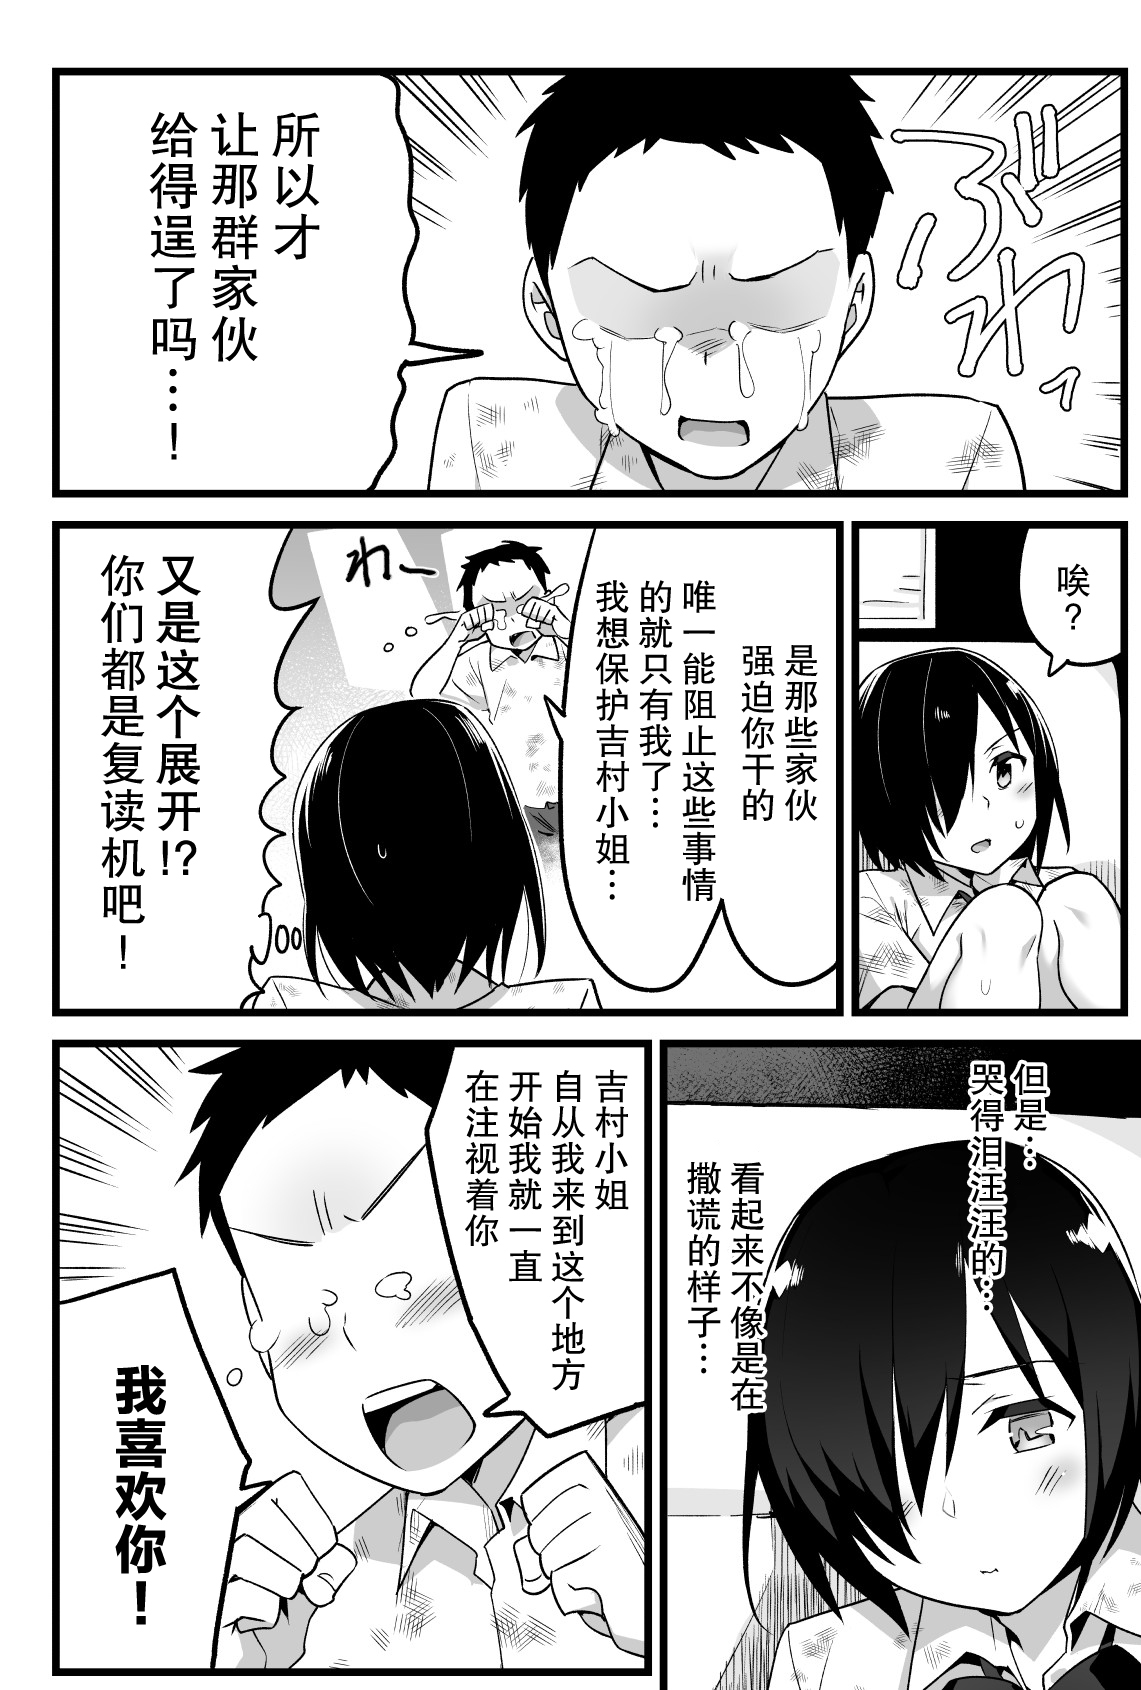 所以才
让那群家伙
给得逞了吗…！
ぶわっ
唉？
是那些家伙
强迫你干的
唯一能阻止这些事情
的就只有我了…
我想保护吉村小姐…
わ～
又是这个展开!?
你们都是复读机吧！
但是…
哭得泪汪汪的…
看起来不像是在
撒谎的样子…
吉村小姐
自从我来到这个地方
开始我就一直
在注视着你
我喜欢你！